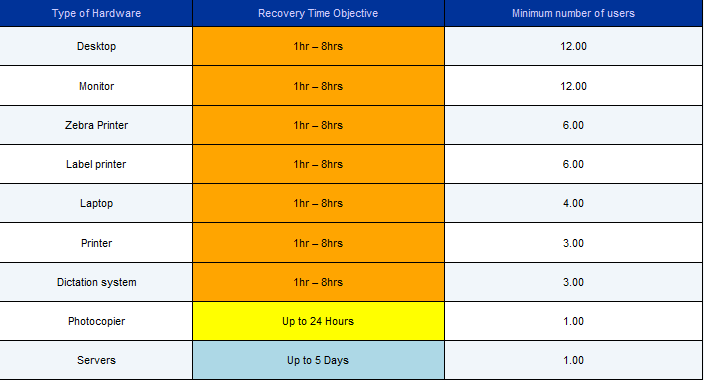 Type of Hardware Recovery Time Objective Minimum number of users
Desktop 1hr – 8hrs 12.00
Monitor 1hr – 8hrs 12.00
Zebra Printer 1hr – 8hrs 6.00
Label printer 1hr – 8hrs 6.00
Laptop 1hr – 8hrs 4.00
Printer 1hr – 8hrs 3.00
Dictation system 1hr – 8hrs 3.00
Photocopier Up to 24 Hours 1.00
Servers Up to 5 Days 1.00